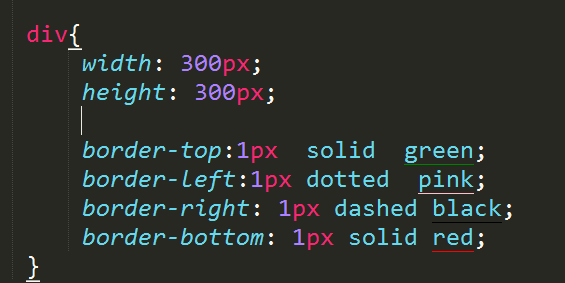 div{
width: 300px;
height: 300px;
border-top:1px  solid  green;
border-left:1px dotted  pink;
border-right: 1px dashed black;
border-bottom: 1px solid red;
}